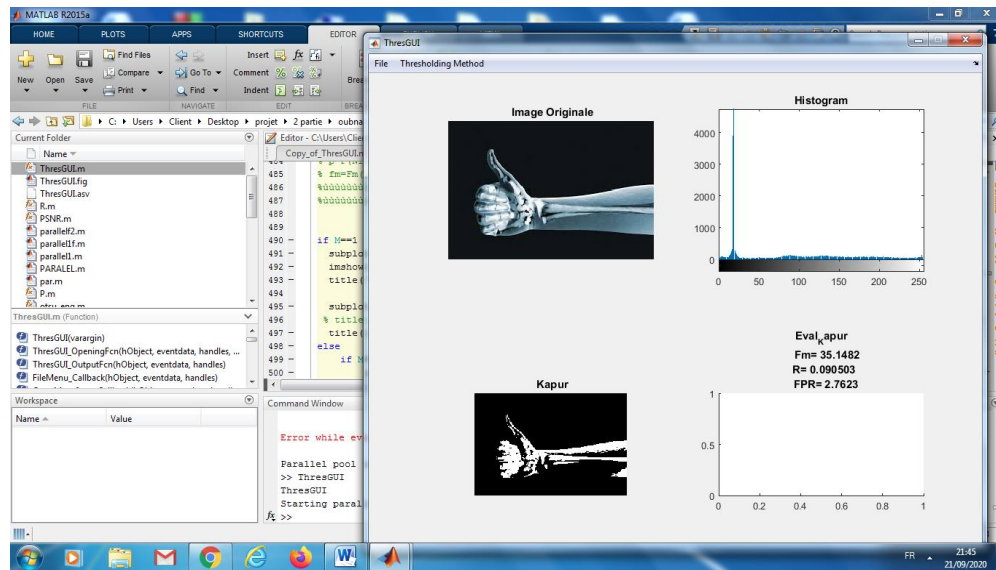 MATLAB R2015a
HOME PLOTS APPS SHORTCUTS EDITOR
New Open Save
Find Files
Compare
Print
Go To
Find
Insert fx
Comment %
Indent
FILE NAVIGATE EDIT
C: Users Client Desktop projet 2 partie
Current Folder
Name
ThresGUI.m
ThresGUI.fig
ThresGUI.asv
R.m
PSNR.m
parallelf2.m
parallel1f.m
parallel1.m
PARALEL.m
par.m
P.m
ThresGUI.m (Function)
ThresGUI(varargin)
ThresGUI_OpeningFcn(hObject, eventdata, handles, ...
ThresGUI_OutputFcn(hObject, eventdata, handles)
FileMenu_Callback(hObject, eventdata, handles)
Workspace
Name Value
Editor - C:\Users\Clie
Copy_of_ThresGUI.m
485 % fm=Fm(
486 %ùùùùùùù
487 %ùùùùùùù
488
489
490 – if M==1
491 – subplo
492 – imshow
493 – title(
494
495 – subplo
496 % title
497 – title(
498 – else
499 – if M
500 –
Command Window
Error while ev
Parallel pool
>> ThresGUI
ThresGUI
Starting paral
fx >>
ThresGUI
File Thresholding Method
Image Originale
Histogram
4000
3000
2000
1000
0
0 50 100 150 200 250
Kapur
Eval_Kapur
Fm= 35.1482
R= 0.090503
FPR= 2.7623
1
0.5
0
0 0.2 0.4 0.6 0.8 1
FR
21:45
21/09/2020